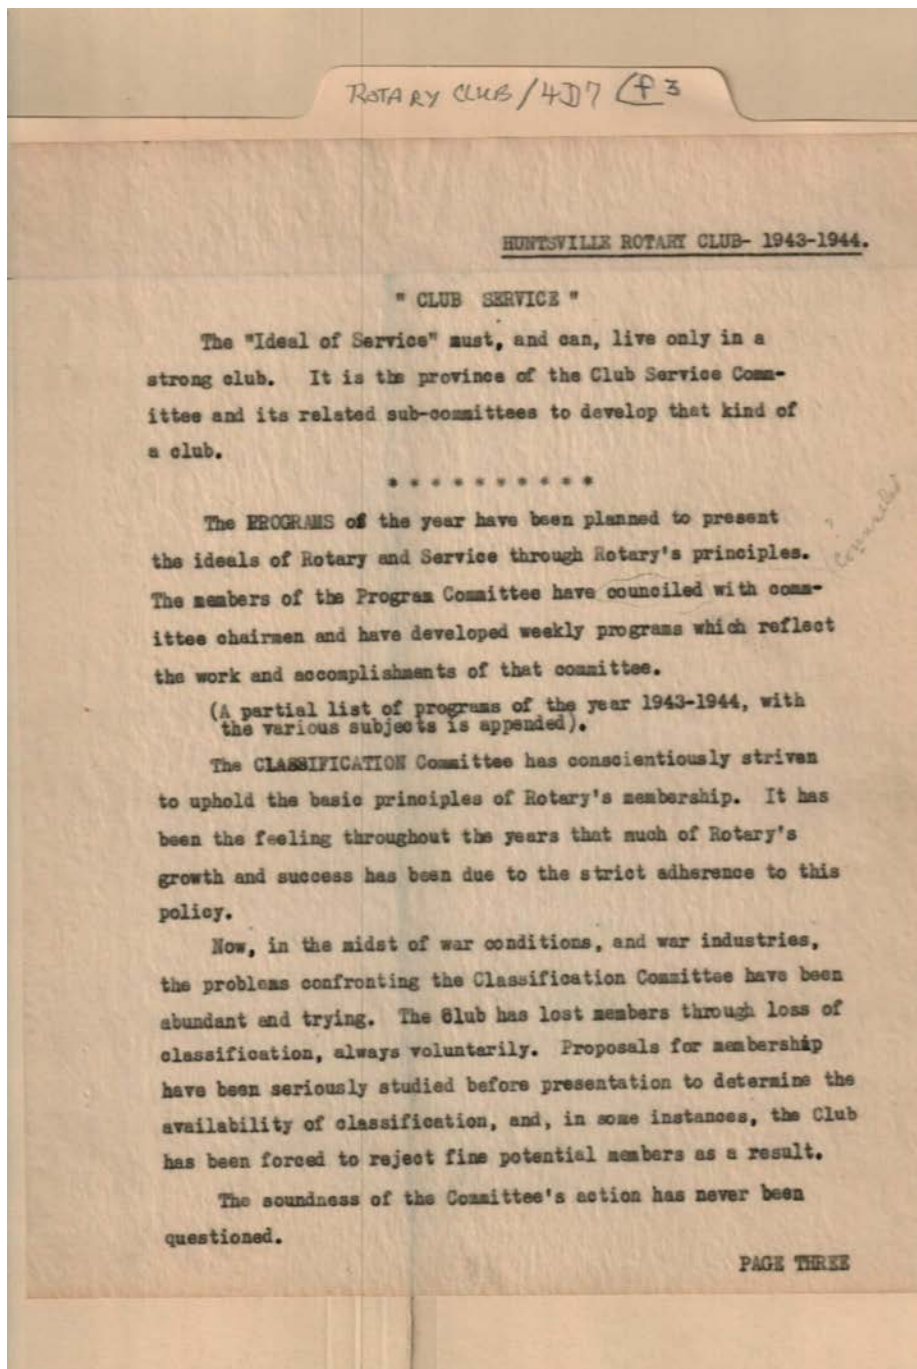 ROTARY CLUB/4D7 f3
HUNTSVILLE ROTARY CLUB- 1943-1944.
" CLUB SERVICE "
The "Ideal of Service" must, and can, live only in a
strong club. It is the province of the Club Service Comm-
ittee and its related sub-committees to develop that kind of
a club.
* * * * * * * * * *
The PROGRAMS of the year have been planned to present
the ideals of Rotary and Service through Rotary's principles.
The members of the Program Committee have counciled with comm-
ittee chairmen and have developed weekly programs which reflect
the work and accomplishments of that committee.
(A partial list of programs of the year 1943-1944, with
the various subjects is appended).
The CLASSIFICATION Committee has conscientiously striven
to uphold the basic principles of Rotary's membership. It has
been the feeling throughout the years that much of Rotary's
growth and success has been due to the strict adherence to this
policy.
Now, in the midst of war conditions, and war industries,
the problems confronting the Classification Committee have been
abundant and trying. The Club has lost members through loss of
classification, always voluntarily. Proposals for membership
have been seriously studied before presentation to determine the
availability of classification, and, in some instances, the Club
has been forced to reject fine potential members as a result.
The soundness of the Committee's action has never been
questioned.
PAGE THREE